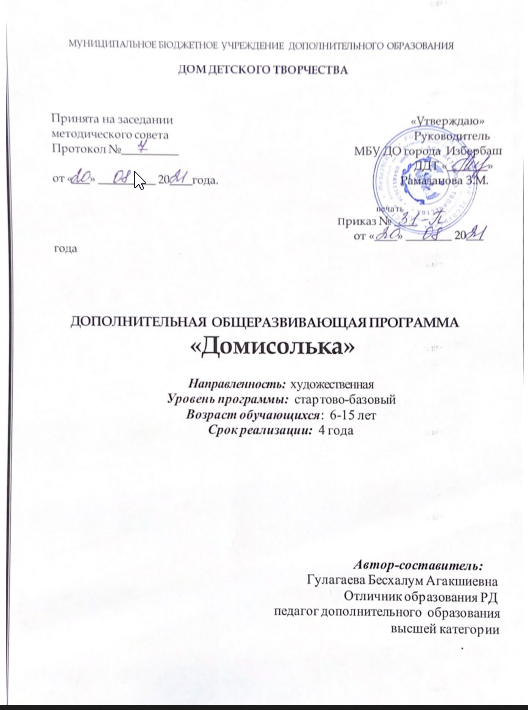 МУНИЦИПАЛЬНОЕ БЮДЖЕТНОЕ УЧРЕЖДЕНИЕ ДОПОЛНИТЕЛЬНОГО ОБРАЗОВАНИЯ
ДОМ ДЕТСКОГО ТВОРЧЕСТВА
Принята на заседании
методического совета
Протокол № 7
от «20» 08 2021 года.
года
«Утверждаю»
Руководитель
МБУ ДО города Избербаш
ДДТ « »
Рамазанова З.М.
печать
Приказ № 31-П
от «20» 08 2021
ДОПОЛНИТЕЛЬНАЯ ОБЩЕРАЗВИВАЮЩАЯ ПРОГРАММА
«Домисолька»
Направленность: художественная
Уровень программы: стартово-базовый
Возраст обучающихся: 6-15 лет
Срок реализации: 4 года
Автор-составитель:
Гулагаева Бесхалум Агакшиевна
Отличник образования РД
педагог дополнительного образования
высшей категории